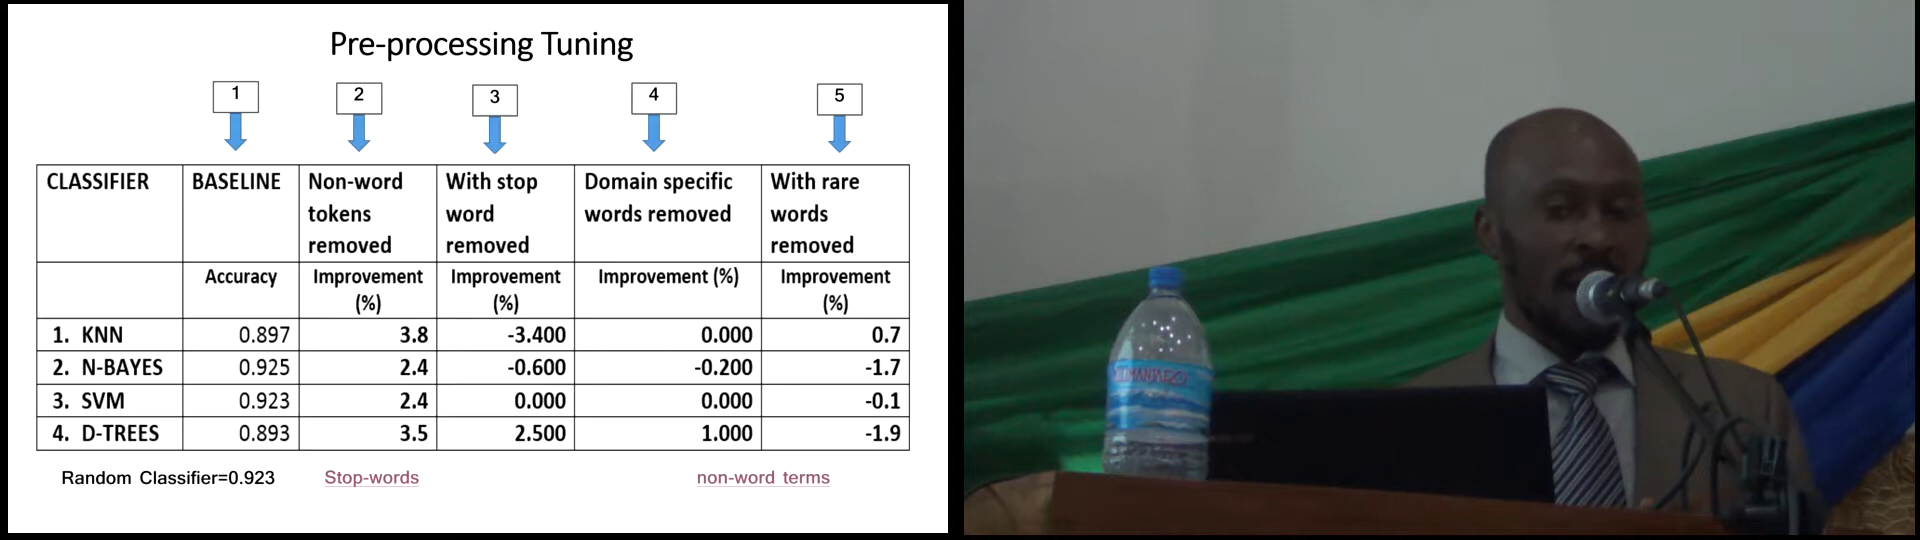 Pre-processing Tuning
1 2 3 4 5
CLASSIFIER BASELINE Non-word tokens removed With stop word removed Domain specific words removed With rare words removed
Accuracy Improvement (%) Improvement (%) Improvement (%) Improvement (%)
1. KNN 0.897 3.8 -3.400 0.000 0.7
2. N-BAYES 0.925 2.4 -0.600 -0.200 -1.7
3. SVM 0.923 2.4 0.000 0.000 -0.1
4. D-TREES 0.893 3.5 2.500 1.000 -1.9
Random Classifier=0.923 Stop-words non-word terms